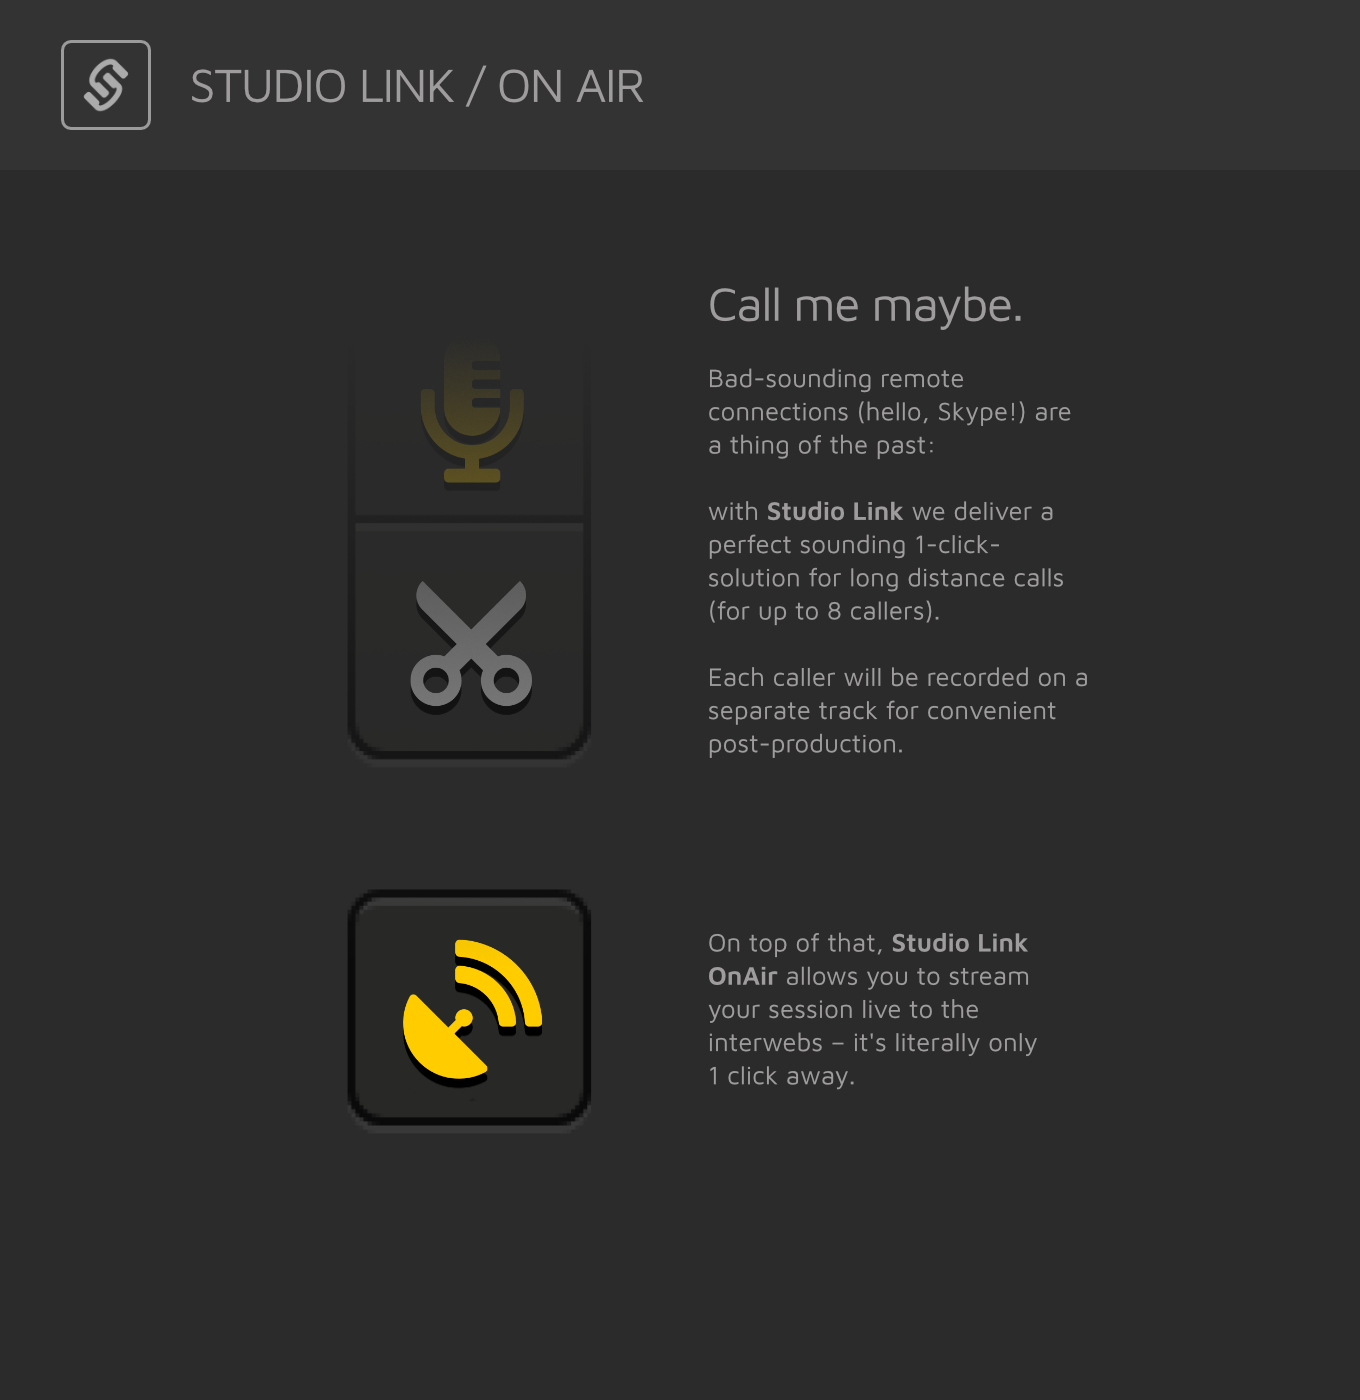 STUDIO LINK / ON AIR
Call me maybe.
Bad-sounding remote
connections (hello, Skype!) are
a thing of the past:
with Studio Link we deliver a
perfect sounding 1-click-
solution for long distance calls
(for up to 8 callers).
Each caller will be recorded on a
separate track for convenient
post-production.
On top of that, Studio Link
OnAir allows you to stream
your session live to the
interwebs – it's literally only
1 click away.